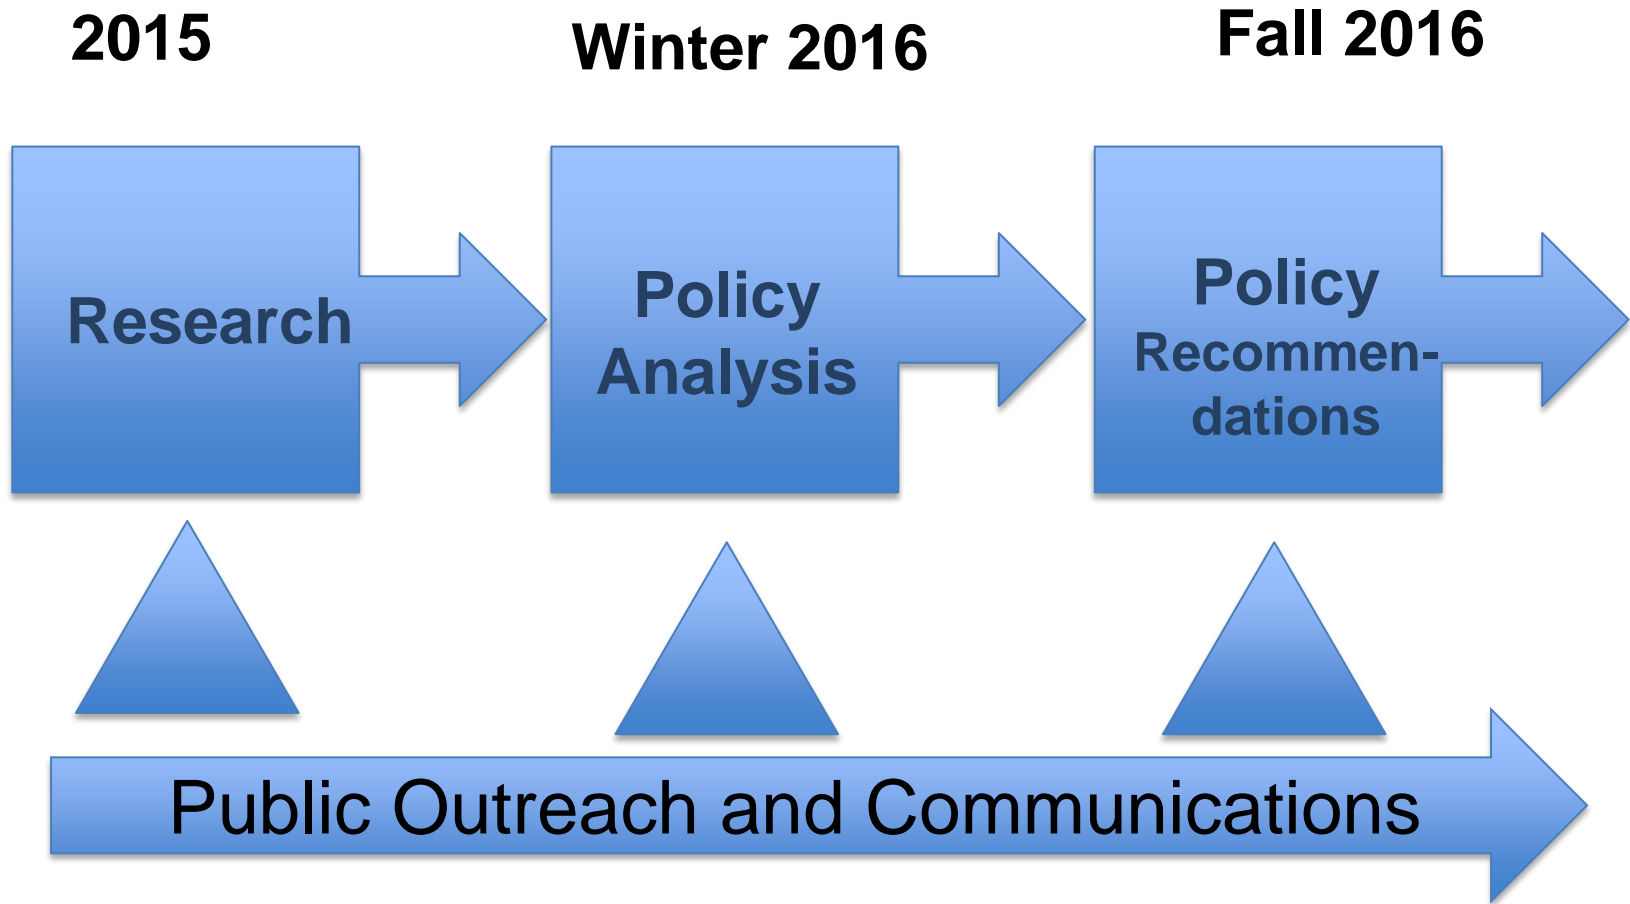 2015
Winter 2016
Fall 2016
Research
Policy
Analysis
Policy
Recommen-
dations
Public Outreach and Communications